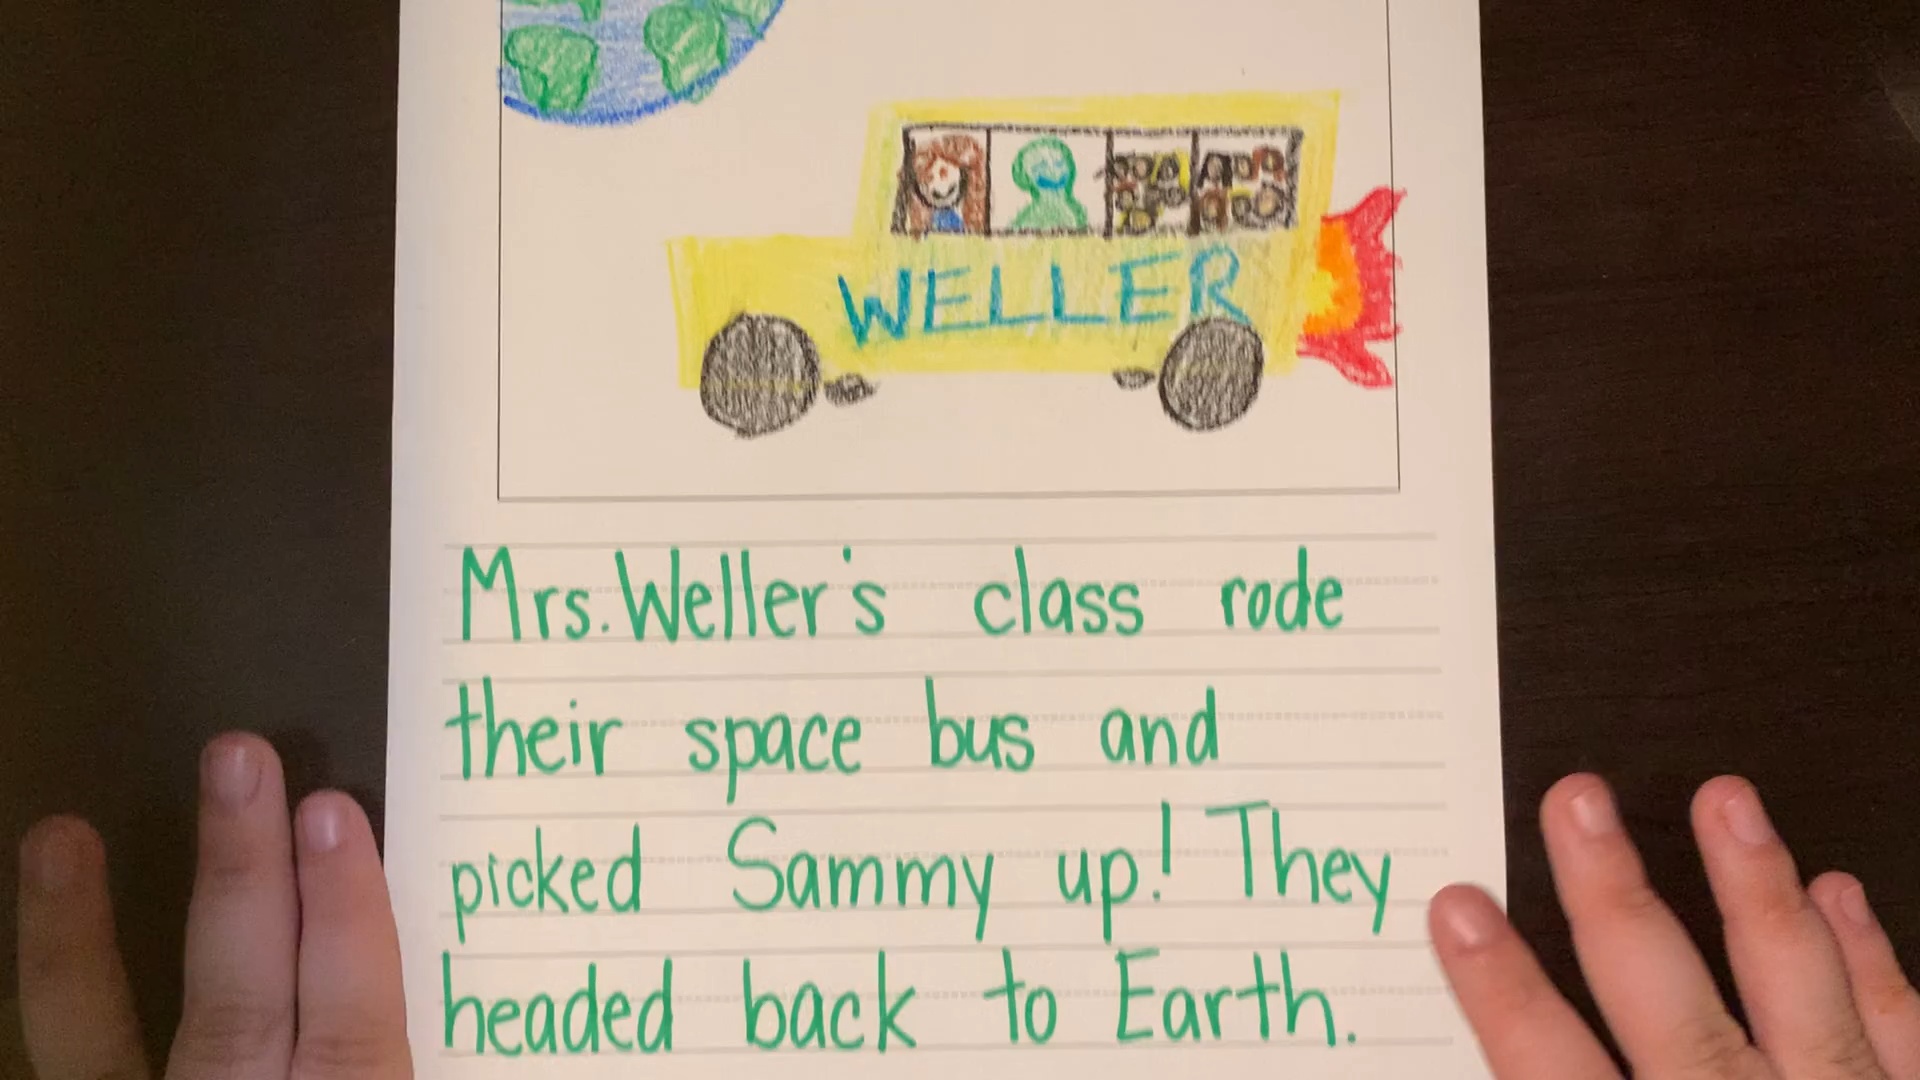 WELLER
Mrs. Weller's class rode
their space bus and
picked Sammy up! They
headed back to Earth.